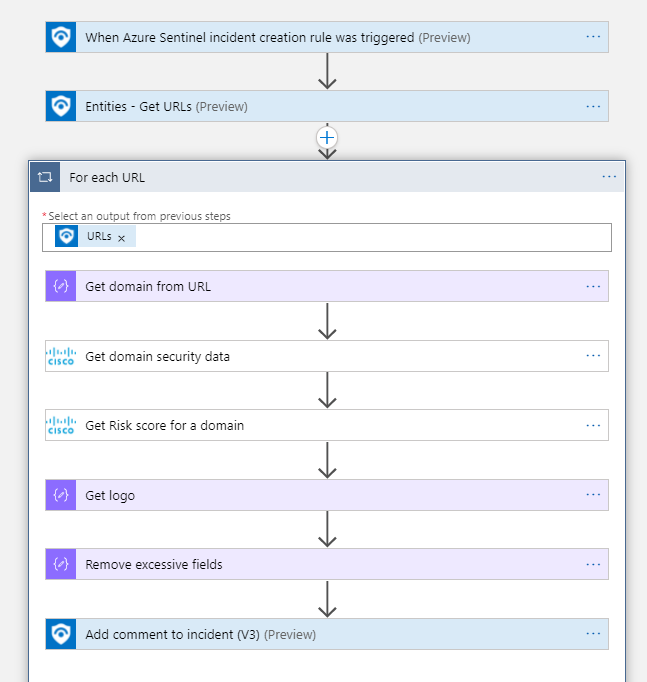 When Azure Sentinel incident creation rule was triggered (Preview)
Entities - Get URLs (Preview)
For each URL
*Select an output from previous steps
URLs x
Get domain from URL
CISCO Get domain security data
CISCO Get Risk score for a domain
Get logo
Remove excessive fields
Add comment to incident (V3) (Preview)